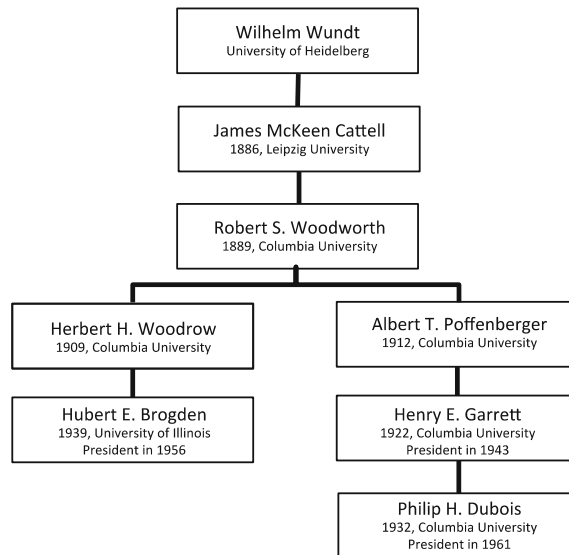 Wilhelm Wundt
University of Heidelberg
James McKeen Cattell
1886, Leipzig University
Robert S. Woodworth
1889, Columbia University
Herbert H. Woodrow
1909, Columbia University
Albert T. Poffenberger
1912, Columbia University
Hubert E. Brogden
1939, University of Illinois
President in 1956
Henry E. Garrett
1922, Columbia University
President in 1943
Philip H. Dubois
1932, Columbia University
President in 1961